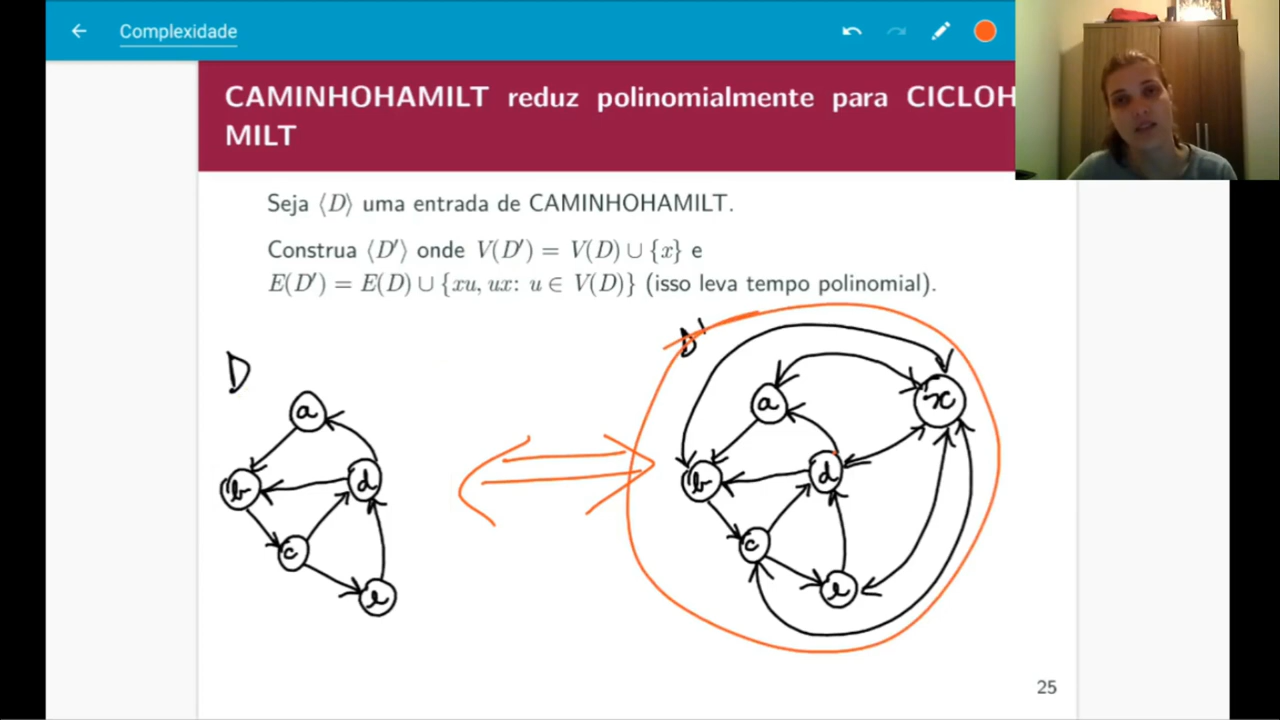 Complexidade
CAMINHOHAMILT reduz polinomialmente para CICLOH
MILT
Seja ⟨D⟩ uma entrada de CAMINHOHAMILT.
Construa ⟨D′⟩ onde V(D′) = V(D) ∪ {x} e
E(D′) = E(D) ∪ {xu, ux: u ∈ V(D)} (isso leva tempo polinomial).
D
a
b
d
c
e
D'
a
x
b
d
c
e
25